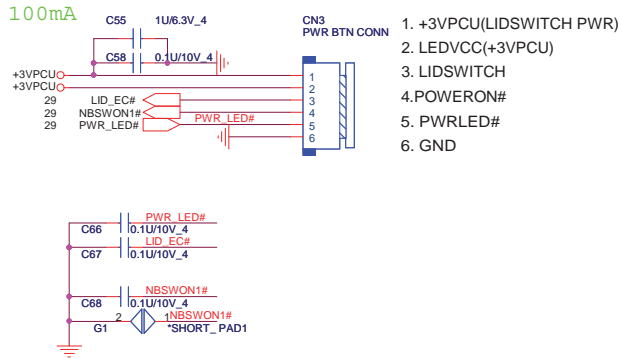 100mA
C55 1U/6.3V_4
CN3
PWR BTN CONN
C58 0.1U/10V_4
+3VPCU
+3VPCU
29 LID_EC#
29 NBSWON1#
29 PWR_LED#
PWR_LED#
1
2
3
4
5
6
1. +3VPCU(LIDSWITCH PWR)
2. LEDVCC(+3VPCU)
3. LIDSWITCH
4.POWERON#
5. PWRLED#
6. GND
PWR_LED#
C66 0.1U/10V_4
LID_EC#
C67 0.1U/10V_4
NBSWON1#
C68 0.1U/10V_4
2 1 NBSWON1#
G1 *SHORT_PAD1